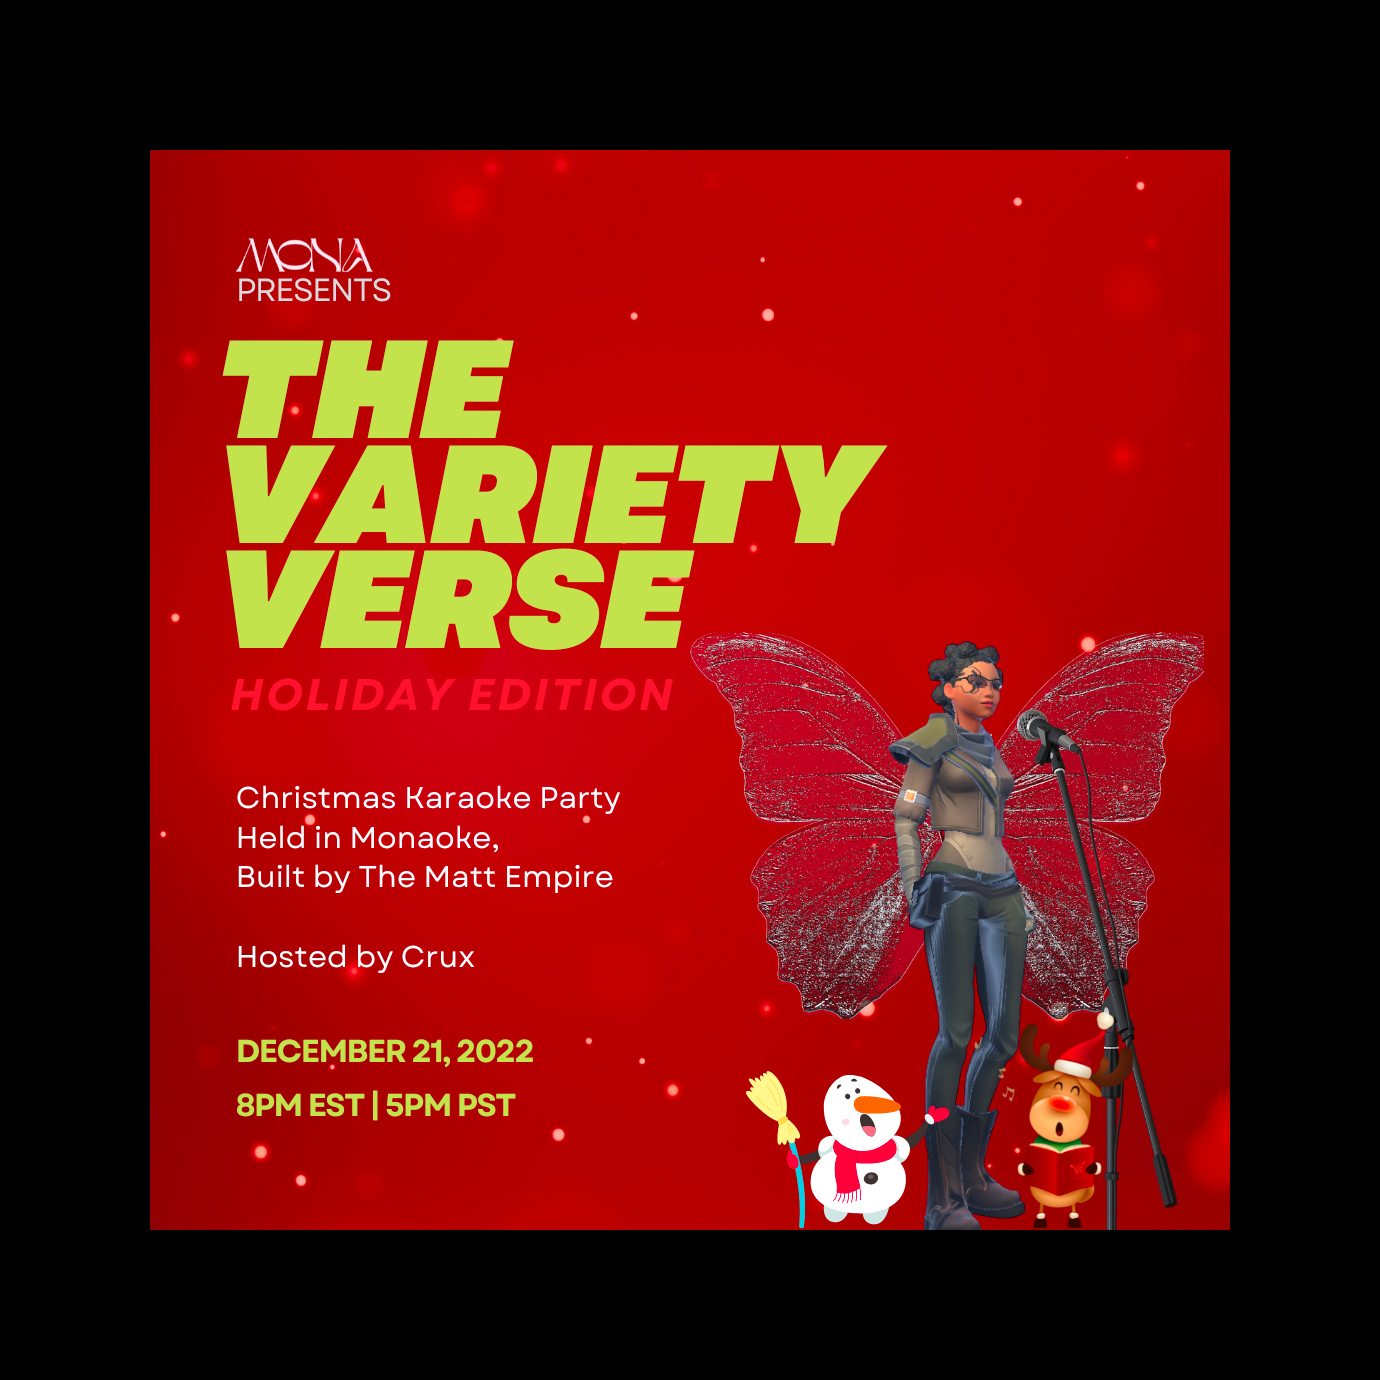 MONA
PRESENTS
THE
VARIETY
VERSE
HOLIDAY EDITION
Christmas Karaoke Party
Held in Monaoke,
Built by The Matt Empire
Hosted by Crux
DECEMBER 21, 2022
8PM EST | 5PM PST